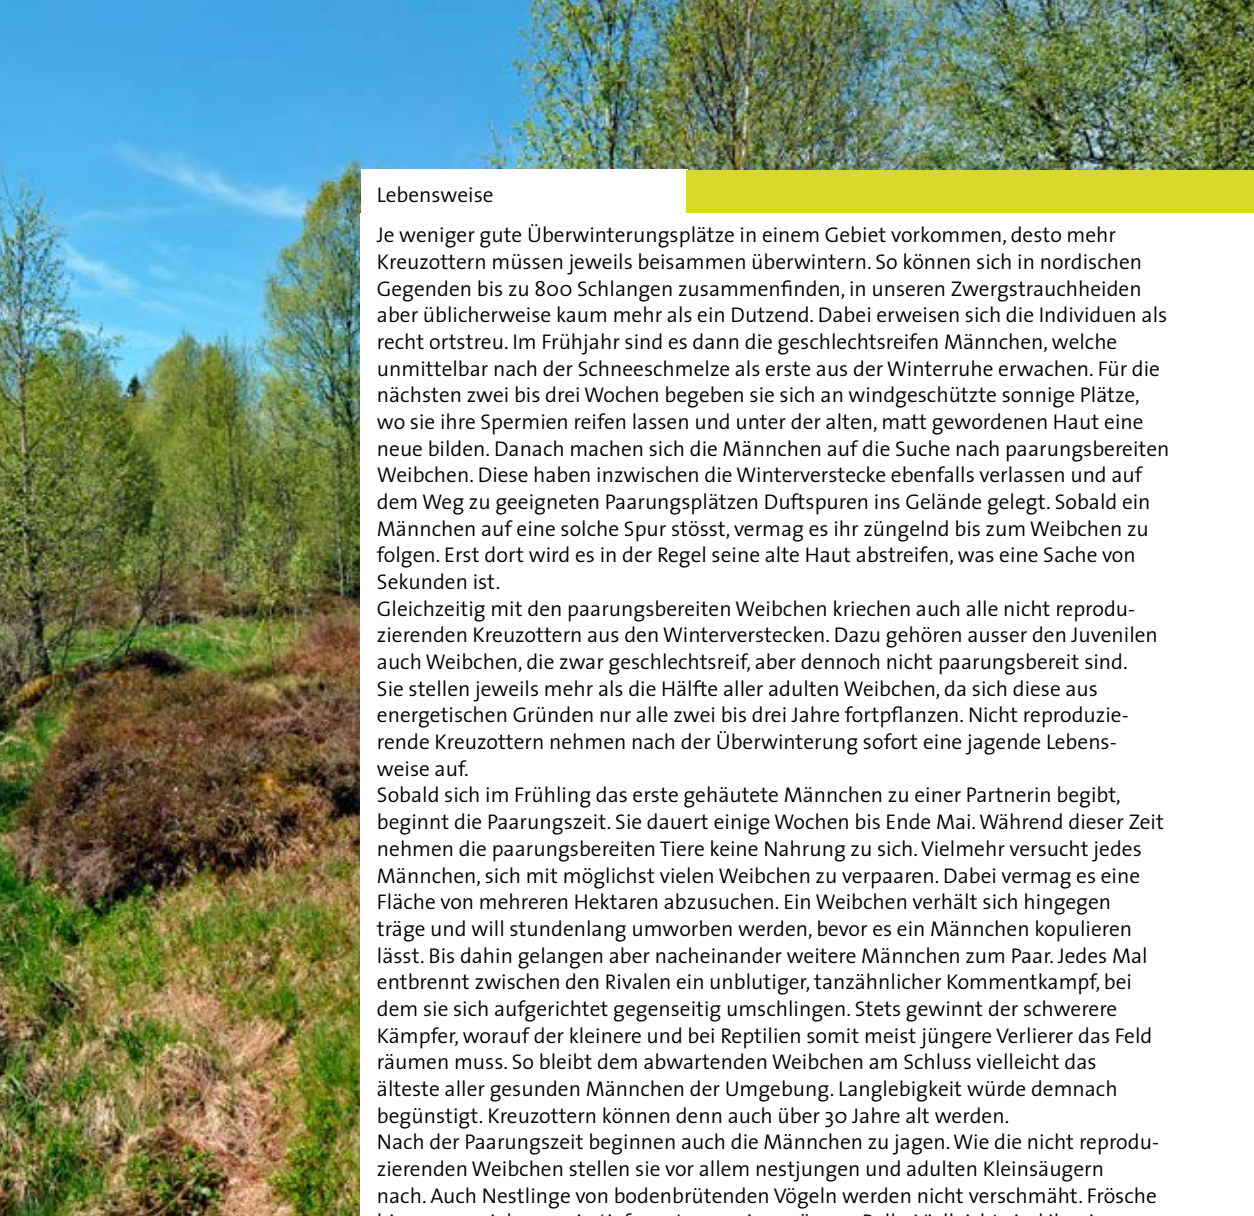 Lebensweise
Je weniger gute Überwinterungsplätze in einem Gebiet vorkommen, desto mehr
Kreuzottern müssen jeweils beisammen überwintern. So können sich in nordischen
Gegenden bis zu 800 Schlangen zusammenfinden, in unseren Zwergstrauchheiden
aber üblicherweise kaum mehr als ein Dutzend. Dabei erweisen sich die Individuen als
recht ortstreu. Im Frühjahr sind es dann die geschlechtsreifen Männchen, welche
unmittelbar nach der Schneeschmelze als erste aus der Winterruhe erwachen. Für die
nächsten zwei bis drei Wochen begeben sie sich an windgeschützte sonnige Plätze,
wo sie ihre Spermien reifen lassen und unter der alten, matt gewordenen Haut eine
neue bilden. Danach machen sich die Männchen auf die Suche nach paarungsbereiten
Weibchen. Diese haben inzwischen die Winterverstecke ebenfalls verlassen und auf
dem Weg zu geeigneten Paarungsplätzen Duftspuren ins Gelände gelegt. Sobald ein
Männchen auf eine solche Spur stösst, vermag es ihr züngelnd bis zum Weibchen zu
folgen. Erst dort wird es in der Regel seine alte Haut abstreifen, was eine Sache von
Sekunden ist.
Gleichzeitig mit den paarungsbereiten Weibchen kriechen auch alle nicht reprodu-
zierenden Kreuzottern aus den Winterverstecken. Dazu gehören ausser den Juvenilen
auch Weibchen, die zwar geschlechtsreif, aber dennoch nicht paarungsbereit sind.
Sie stellen jeweils mehr als die Hälfte aller adulten Weibchen, da sich diese aus
energetischen Gründen nur alle zwei bis drei Jahre fortpflanzen. Nicht reproduzie-
rende Kreuzottern nehmen nach der Überwinterung sofort eine jagende Lebens-
weise auf.
Sobald sich im Frühling das erste gehäutete Männchen zu einer Partnerin begibt,
beginnt die Paarungszeit. Sie dauert einige Wochen bis Ende Mai. Während dieser Zeit
nehmen die paarungsbereiten Tiere keine Nahrung zu sich. Vielmehr versucht jedes
Männchen, sich mit möglichst vielen Weibchen zu verpaaren. Dabei vermag es eine
Fläche von mehreren Hektaren abzusuchen. Ein Weibchen verhält sich hingegen
träge und will stundenlang umworben werden, bevor es ein Männchen kopulieren
lässt. Bis dahin gelangen aber nacheinander weitere Männchen zum Paar. Jedes Mal
entbrennt zwischen den Rivalen ein unblutiger, tanzähnlicher Kommentkampf, bei
dem sie sich aufgerichtet gegenseitig umschlingen. Stets gewinnt der schwerere
Kämpfer, worauf der kleinere und bei Reptilien somit meist jüngere Verlierer das Feld
räumen muss. So bleibt dem abwartenden Weibchen am Schluss vielleicht das
älteste aller gesunden Männchen der Umgebung. Langlebigkeit würde demnach
begünstigt. Kreuzottern können denn auch über 30 Jahre alt werden.
Nach der Paarungszeit beginnen auch die Männchen zu jagen. Wie die nicht reprodu-
zierenden Weibchen stellen sie vor allem nestjungen und adulten Kleinsäugern
nach. Auch Nestlinge von bodenbrütenden Vögeln werden nicht verschmäht. Frösche